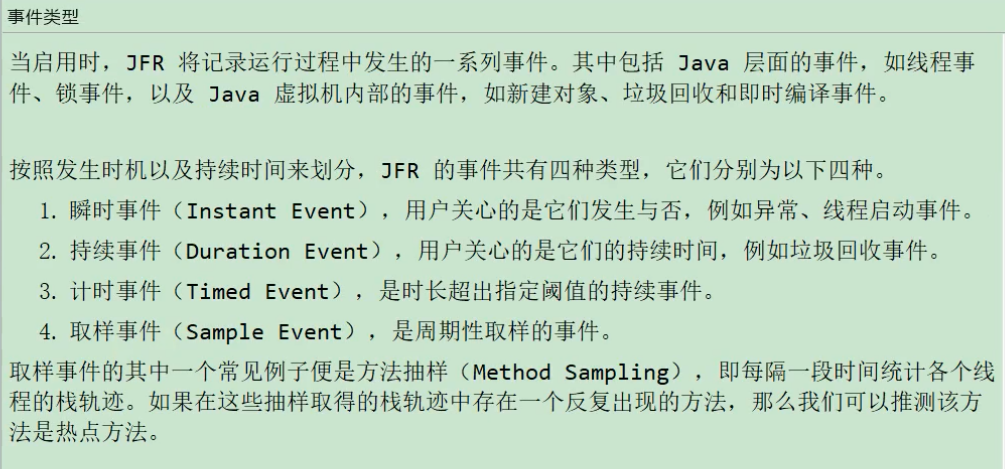 事件类型
当启用时，JFR 将记录运行过程中发生的一系列事件。其中包括 Java 层面的事件，如线程事
件、锁事件，以及 Java 虚拟机内部的事件，如新建对象、垃圾回收和即时编译事件。
按照发生时机以及持续时间来划分，JFR 的事件共有四种类型，它们分别为以下四种。
1. 瞬时事件（Instant Event），用户关心的是它们发生与否，例如异常、线程启动事件。
2. 持续事件（Duration Event），用户关心的是它们的持续时间，例如垃圾回收事件。
3. 计时事件（Timed Event），是时长超出指定阈值的持续事件。
4. 取样事件（Sample Event），是周期性取样的事件。
取样事件的其中一个常见例子便是方法抽样（Method Sampling），即每隔一段时间统计各个线
程的栈轨迹。如果在这些抽样取得的栈轨迹中存在一个反复出现的方法，那么我们可以推测该方
法是热点方法。